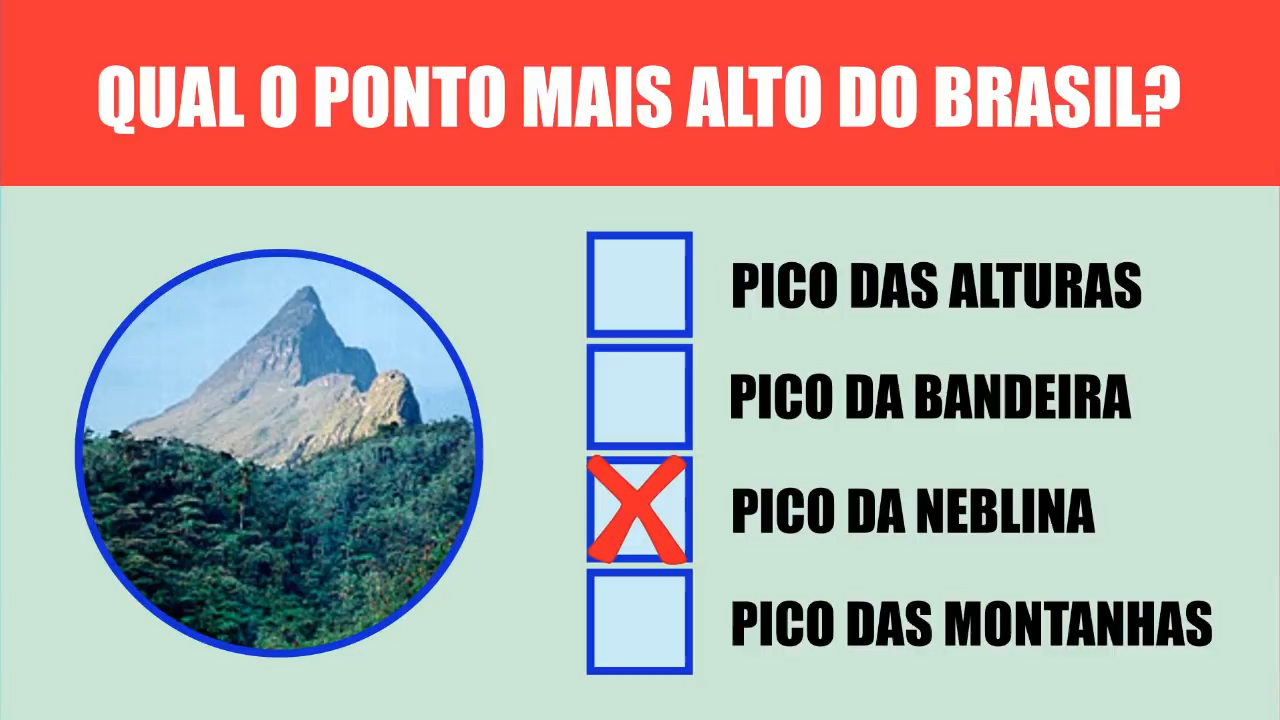 QUAL O PONTO MAIS ALTO DO BRASIL?
PICO DAS ALTURAS
PICO DA BANDEIRA
PICO DA NEBLINA
PICO DAS MONTANHAS